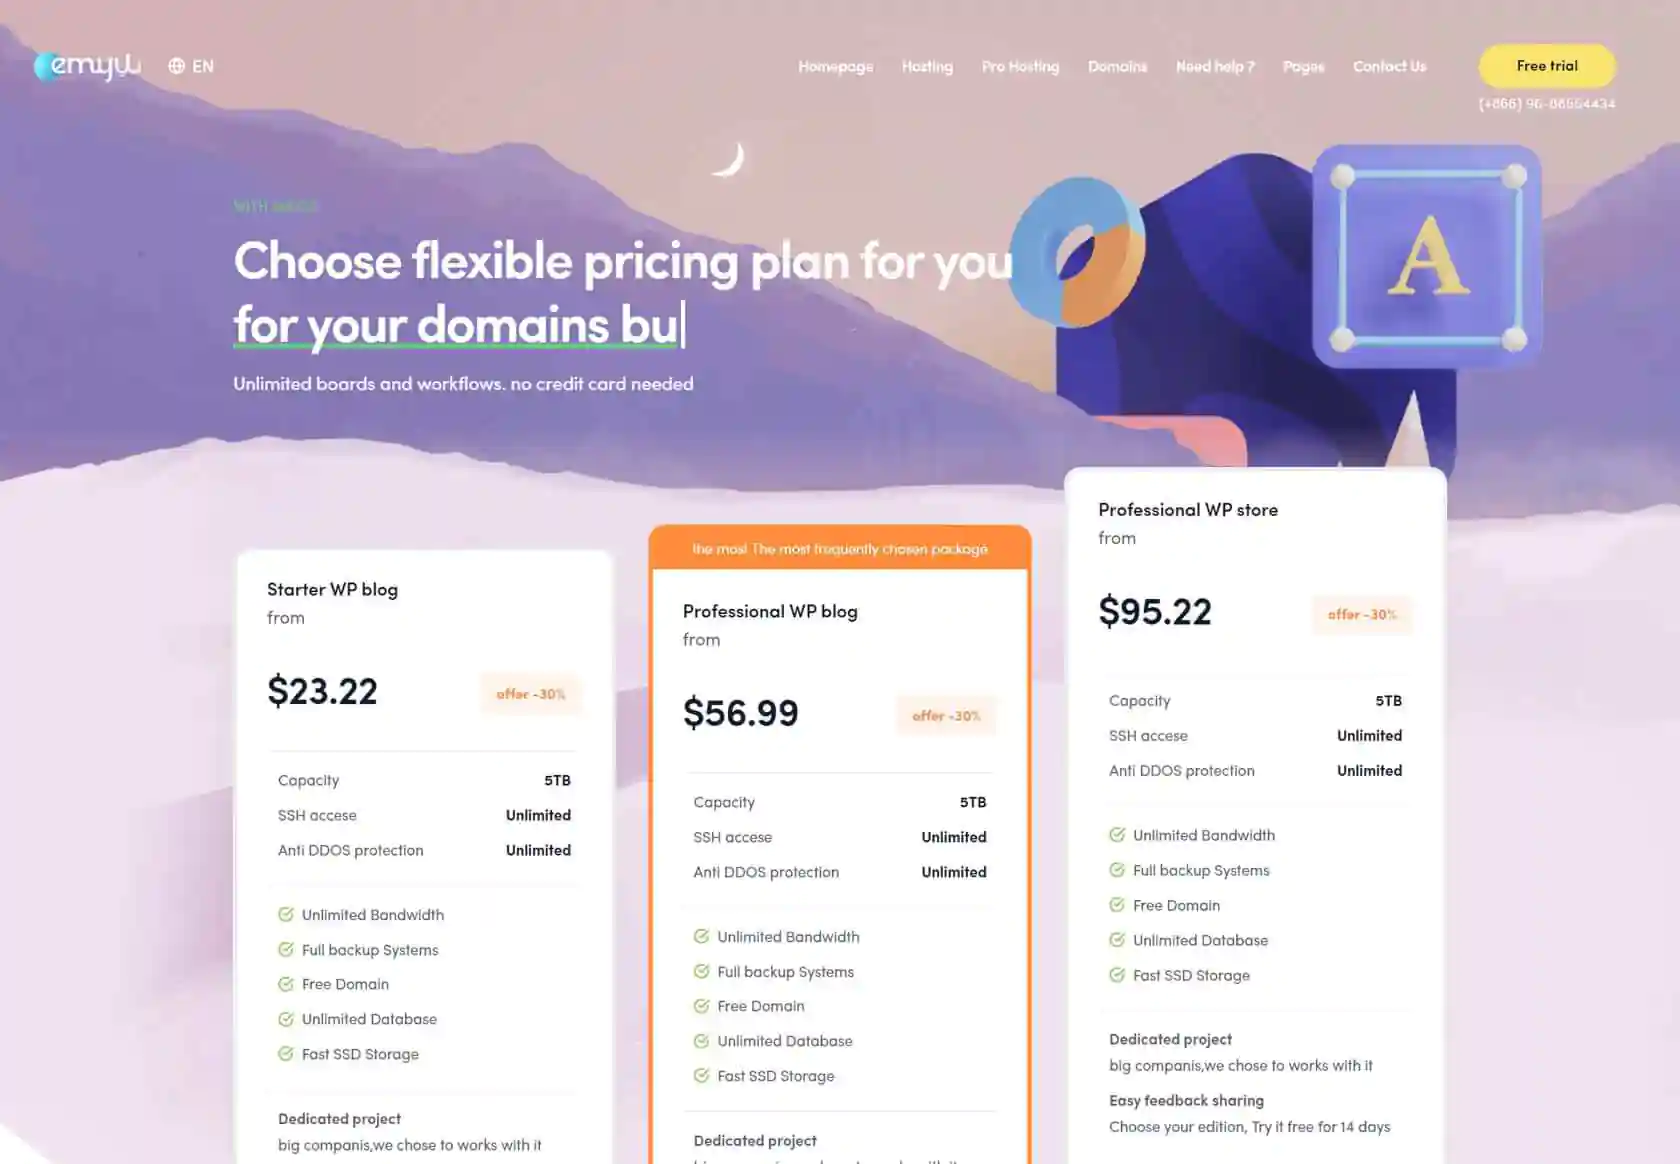 emyui
EN
Homepage
Hosting
Pro Hosting
Domains
Need help ?
Pages
Contact Us
Free trial
WITH
Choose flexible pricing plan for you
for your domains bu
Unlimited boards and workflows. no credit card needed
A
Starter WP blog
from
$23.22
offer -30%
Capacity 5TB
SSH accese Unlimited
Anti DDOS protection Unlimited
Unlimited Bandwidth
Full backup Systems
Free Domain
Unlimited Database
Fast SSD Storage
Dedicated project
big companis,we chose to works with it
the most The most frequently chosen package
Professional WP blog
from
$56.99
offer -30%
Capacity 5TB
SSH accese Unlimited
Anti DDOS protection Unlimited
Unlimited Bandwidth
Full backup Systems
Free Domain
Unlimited Database
Fast SSD Storage
Dedicated project
Professional WP store
from
$95.22
offer -30%
Capacity 5TB
SSH accese Unlimited
Anti DDOS protection Unlimited
Unlimited Bandwidth
Full backup Systems
Free Domain
Unlimited Database
Fast SSD Storage
Dedicated project
big companis,we chose to works with it
Easy feedback sharing
Choose your edition, Try it free for 14 days